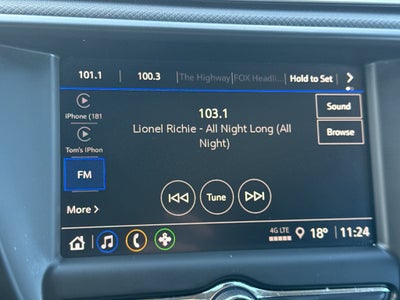 101.1 100.3 The Highway FOX Headli... Hold to Set
iPhone (181
Tom's iPhon
FM
More
103.1
Lionel Richie - All Night Long (All
Night)
Sound
Browse
Tune
4G LTE 18° 11:24